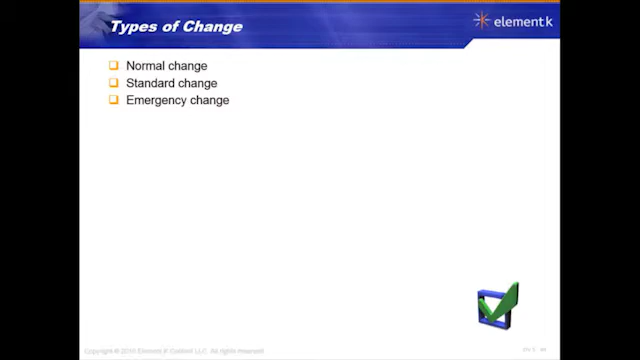 Types of Change
element k
Normal change
Standard change
Emergency change
Copyright © 2010 Element K Content LLC. All rights reserved.